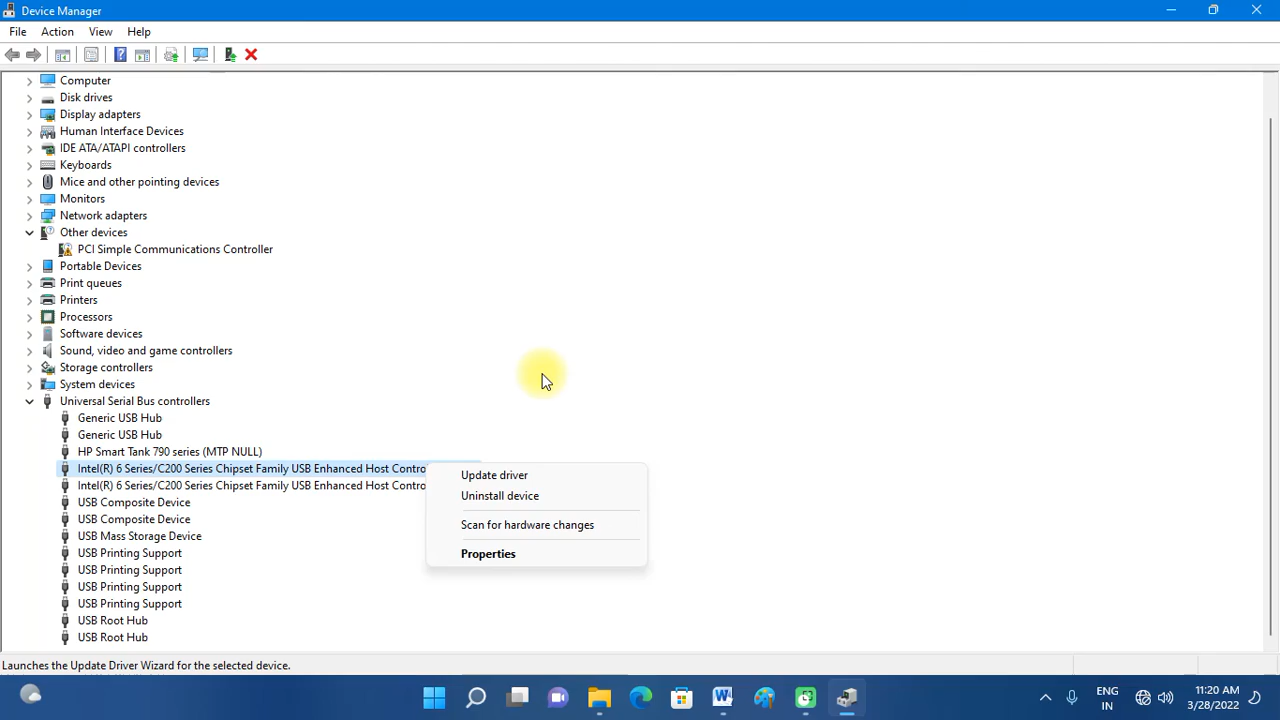 Device Manager
File Action View Help
Computer
Disk drives
Display adapters
Human Interface Devices
IDE ATA/ATAPI controllers
Keyboards
Mice and other pointing devices
Monitors
Network adapters
Other devices
PCI Simple Communications Controller
Portable Devices
Print queues
Printers
Processors
Software devices
Sound, video and game controllers
Storage controllers
System devices
Universal Serial Bus controllers
Generic USB Hub
Generic USB Hub
HP Smart Tank 790 series (MTP NULL)
Intel(R) 6 Series/C200 Series Chipset Family USB Enhanced Host Contro
Intel(R) 6 Series/C200 Series Chipset Family USB Enhanced Host Contro
USB Composite Device
USB Composite Device
USB Mass Storage Device
USB Printing Support
USB Printing Support
USB Printing Support
USB Printing Support
USB Root Hub
USB Root Hub
Update driver
Uninstall device
Scan for hardware changes
Properties
Launches the Update Driver Wizard for the selected device.
ENG
IN
11:20 AM
3/28/2022